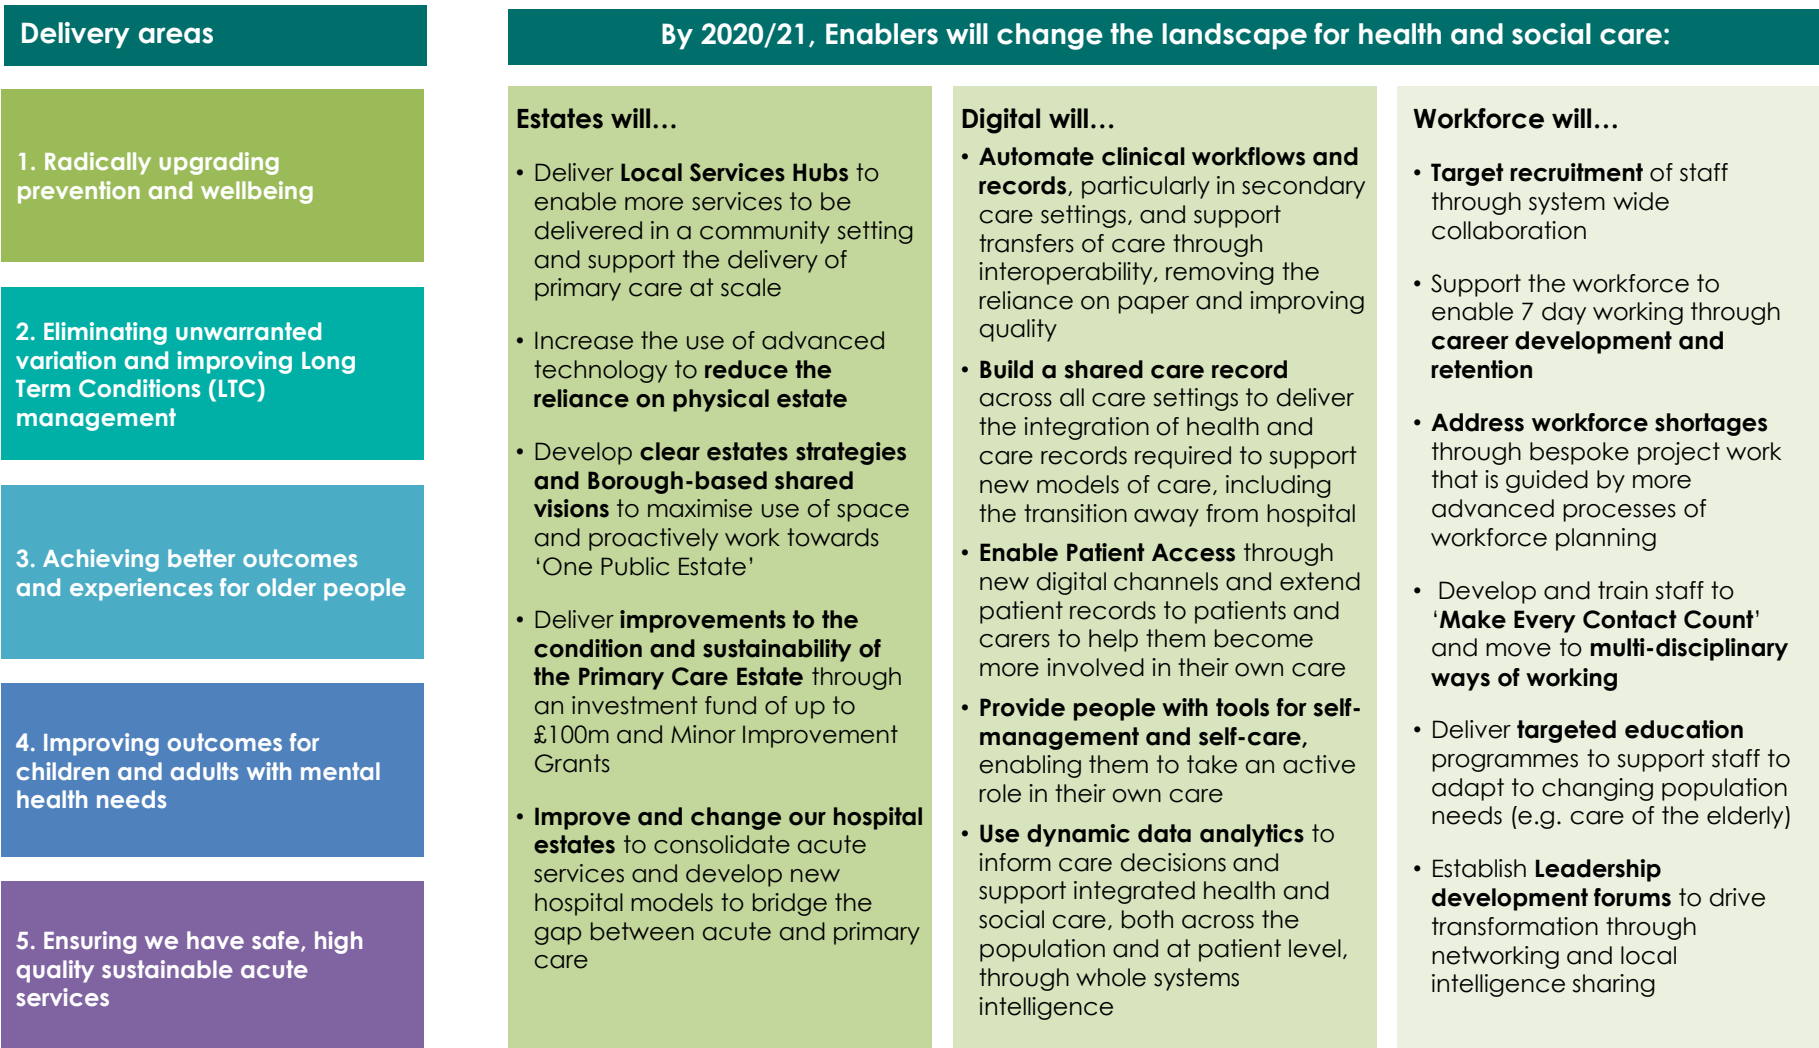 Delivery areas
1. Radically upgrading
prevention and wellbeing
2. Eliminating unwarranted
variation and improving Long
Term Conditions (LTC)
management
3. Achieving better outcomes
and experiences for older people
4. Improving outcomes for
children and adults with mental
health needs
5. Ensuring we have safe, high
quality sustainable acute
services
By 2020/21, Enablers will change the landscape for health and social care:
Estates will…
• Deliver Local Services Hubs to
enable more services to be
delivered in a community setting
and support the delivery of
primary care at scale
• Increase the use of advanced
technology to reduce the
reliance on physical estate
• Develop clear estates strategies
and Borough-based shared
visions to maximise use of space
and proactively work towards
‘One Public Estate’
• Deliver improvements to the
condition and sustainability of
the Primary Care Estate through
an investment fund of up to
£100m and Minor Improvement
Grants
• Improve and change our hospital
estates to consolidate acute
services and develop new
hospital models to bridge the
gap between acute and primary
care
Digital will…
• Automate clinical workflows and
records, particularly in secondary
care settings, and support
transfers of care through
interoperability, removing the
reliance on paper and improving
quality
• Build a shared care record
across all care settings to deliver
the integration of health and
care records required to support
new models of care, including
the transition away from hospital
• Enable Patient Access through
new digital channels and extend
patient records to patients and
carers to help them become
more involved in their own care
• Provide people with tools for self-
management and self-care,
enabling them to take an active
role in their own care
• Use dynamic data analytics to
inform care decisions and
support integrated health and
social care, both across the
population and at patient level,
through whole systems
intelligence
Workforce will…
• Target recruitment of staff
through system wide
collaboration
• Support the workforce to
enable 7 day working through
career development and
retention
• Address workforce shortages
through bespoke project work
that is guided by more
advanced processes of
workforce planning
• Develop and train staff to
‘Make Every Contact Count’
and move to multi-disciplinary
ways of working
• Deliver targeted education
programmes to support staff to
adapt to changing population
needs (e.g. care of the elderly)
• Establish Leadership
development forums to drive
transformation through
networking and local
intelligence sharing